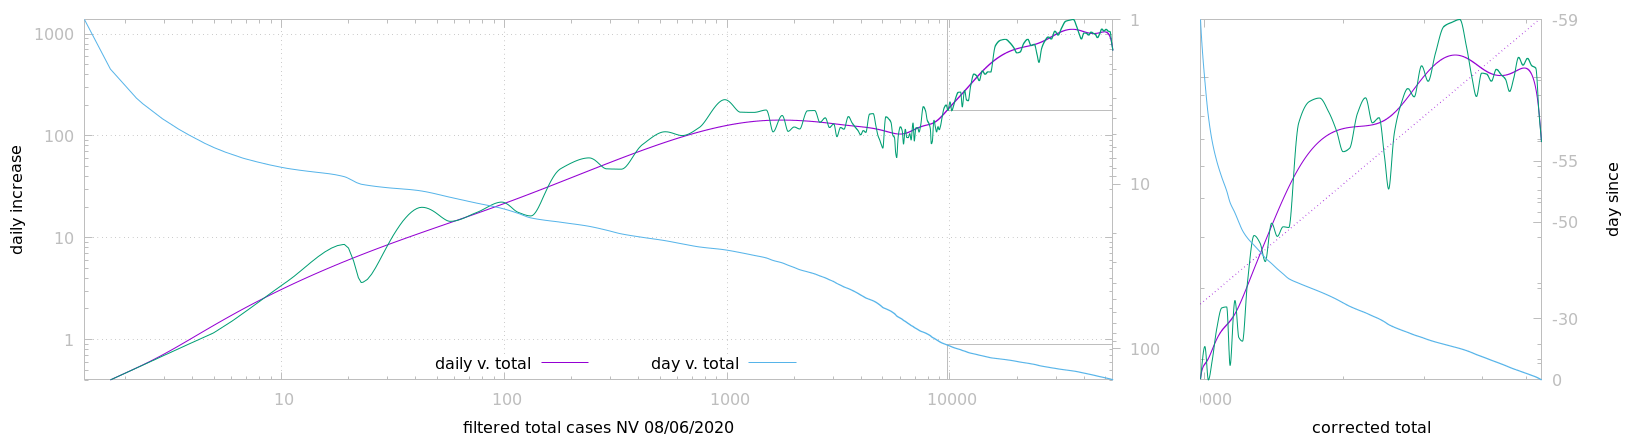 1000
100
10
1
daily increase
10
100
1000
10000
filtered total cases NV 08/06/2020
daily v. total
day v. total
1
10
100
0000
corrected total
-59
-55
-50
-30
0
day since